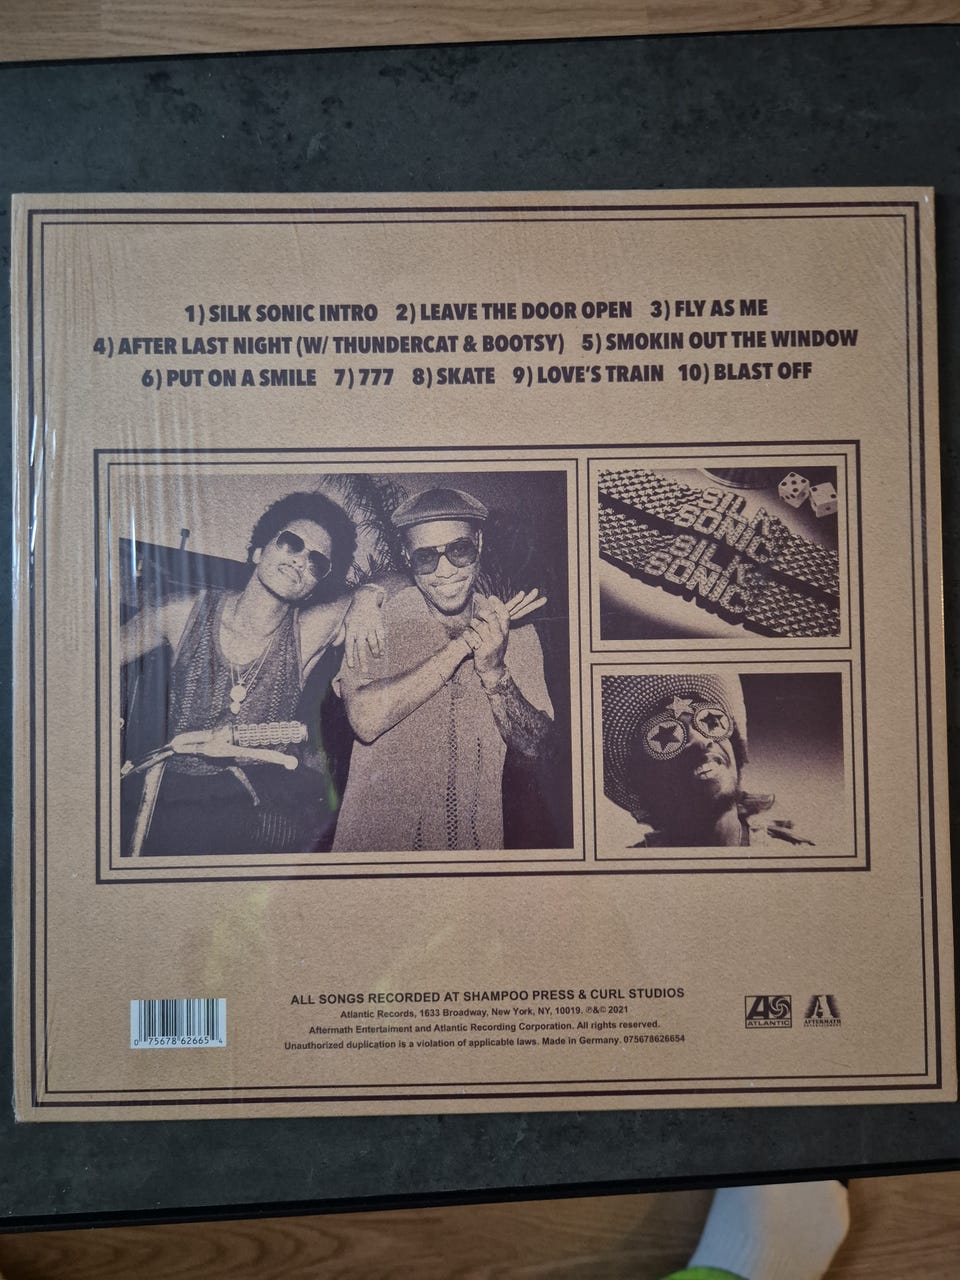 1) SILK SONIC INTRO 2) LEAVE THE DOOR OPEN 3) FLY AS ME
4) AFTER LAST NIGHT (W/ THUNDERCAT & BOOTSY) 5) SMOKIN OUT THE WINDOW
6) PUT ON A SMILE 7) 777 8) SKATE 9) LOVE'S TRAIN 10) BLAST OFF
SILK
SONIC
SILK
SONIC
ALL SONGS RECORDED AT SHAMPOO PRESS & CURL STUDIOS
Atlantic Records, 1633 Broadway, New York, NY, 10019. ℗&© 2021
Aftermath Entertaiment and Atlantic Recording Corporation. All rights reserved.
Unauthorized duplication is a violation of applicable laws. Made in Germany. 075678626654
0 75678 62665 4
ATLANTIC
AFTERMATH
ENTERTAINMENT